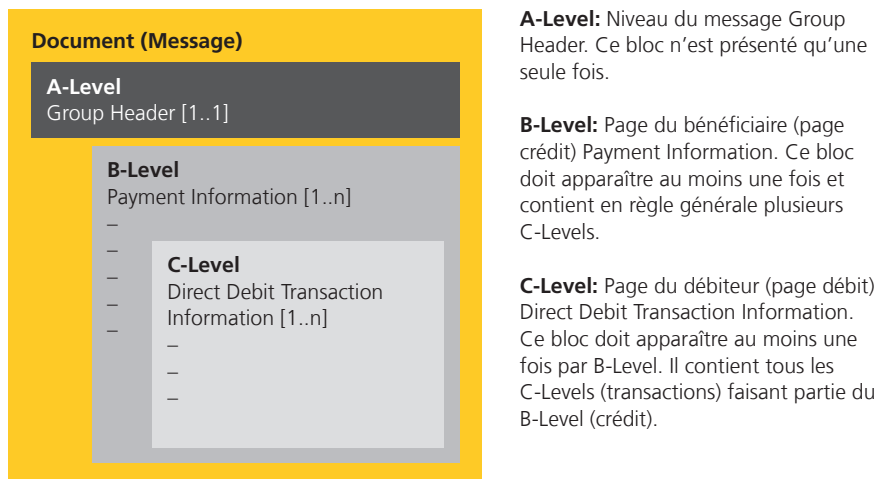 Document (Message)
A-Level
Group Header [1..1]
B-Level
Payment Information [1..n]
–
–
–
–
–
C-Level
Direct Debit Transaction
Information [1..n]
–
–
–
A-Level: Niveau du message Group
Header. Ce bloc n’est présenté qu’une
seule fois.
B-Level: Page du bénéficiaire (page
crédit) Payment Information. Ce bloc
doit apparaître au moins une fois et
contient en règle générale plusieurs
C-Levels.
C-Level: Page du débiteur (page débit)
Direct Debit Transaction Information.
Ce bloc doit apparaître au moins une
fois par B-Level. Il contient tous les
C-Levels (transactions) faisant partie du
B-Level (crédit).